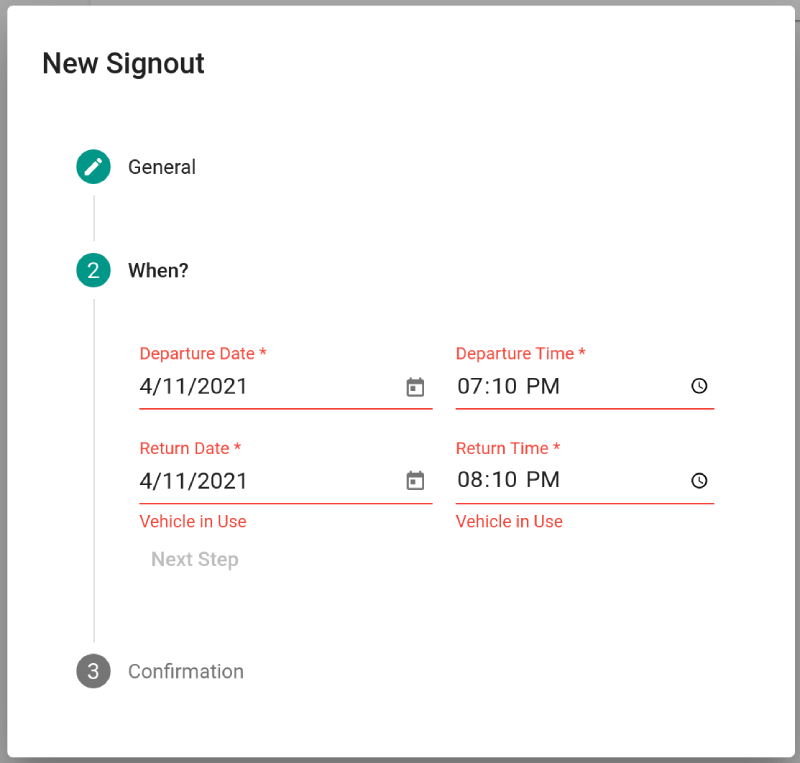 New Signout
General
2 When?
Departure Date * Departure Time *
4/11/2021 07:10 PM
Return Date * Return Time *
4/11/2021 08:10 PM
Vehicle in Use Vehicle in Use
Next Step
3 Confirmation